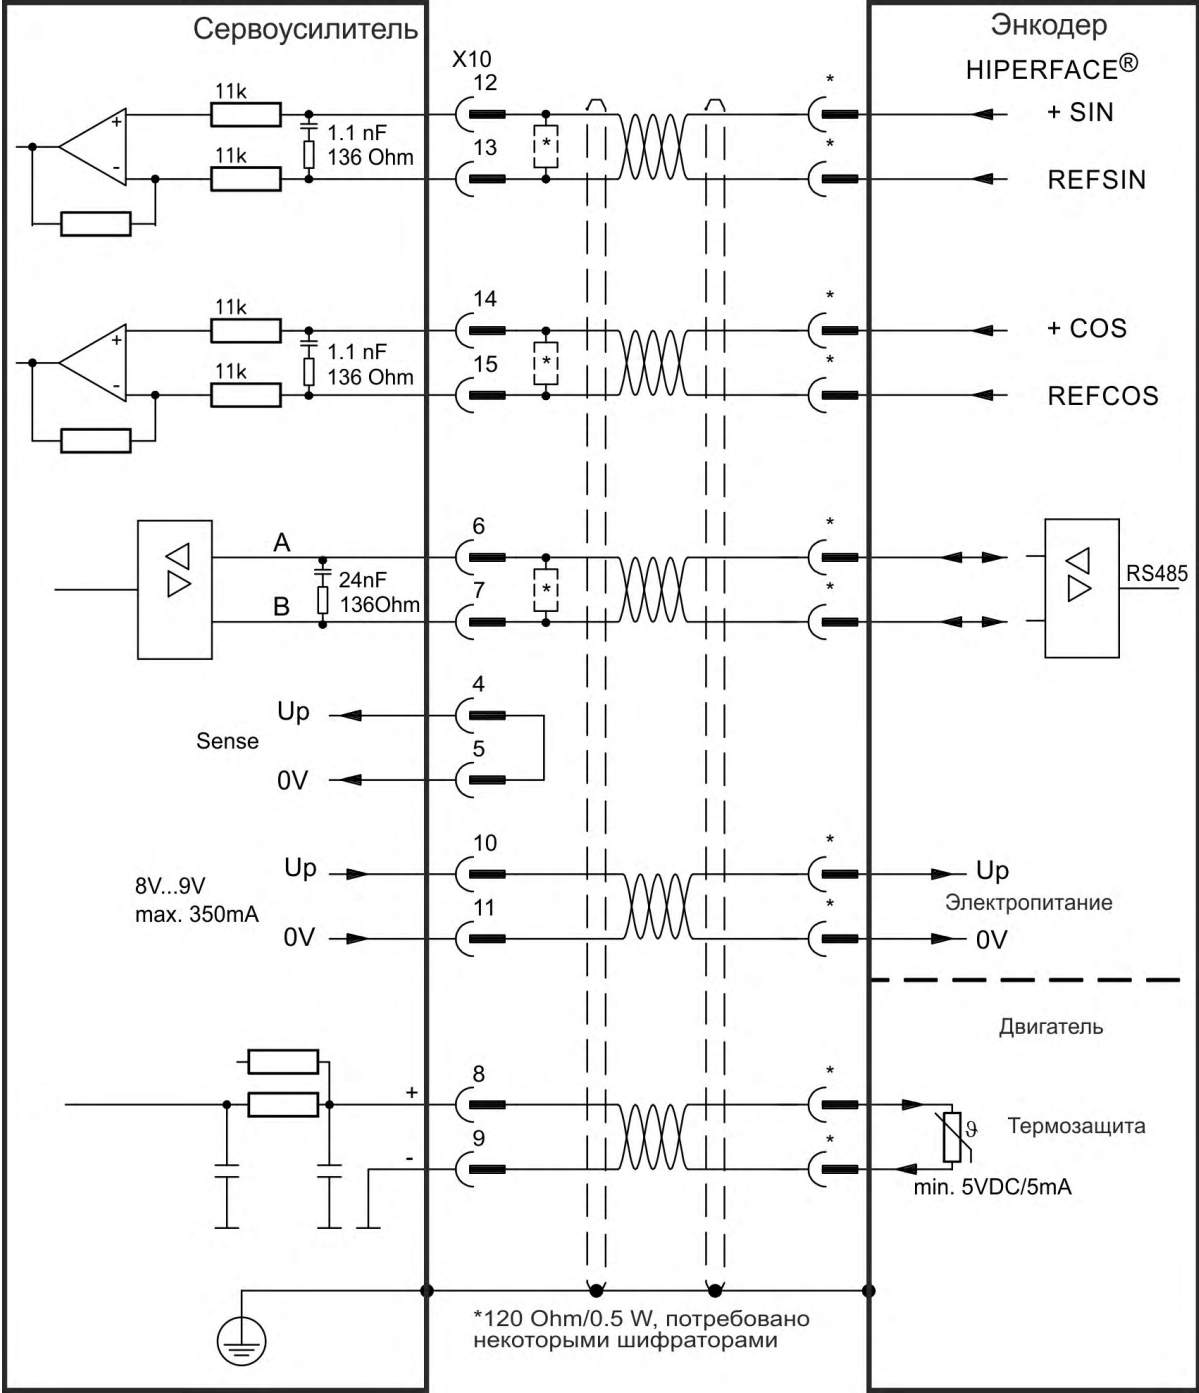 Сервоусилитель
Энкодер
HIPERFACE®
X10
12
*
11k
+ SIN
+
1.1 nF
136 Ohm
*
13
*
11k
-
REFSIN
14
*
11k
+ COS
+
1.1 nF
136 Ohm
*
15
*
11k
-
REFCOS
6
*
A
24nF
136Ohm
*
RS485
7
*
B
4
Up
Sense
5
0V
10
*
Up
Up
8V...9V
max. 350mA
Электропитание
11
*
0V
0V
Двигатель
8
*
+
ϑ
Термозащита
9
*
-
min. 5VDC/5mA
*120 Ohm/0.5 W, потребовано
некоторыми шифраторами